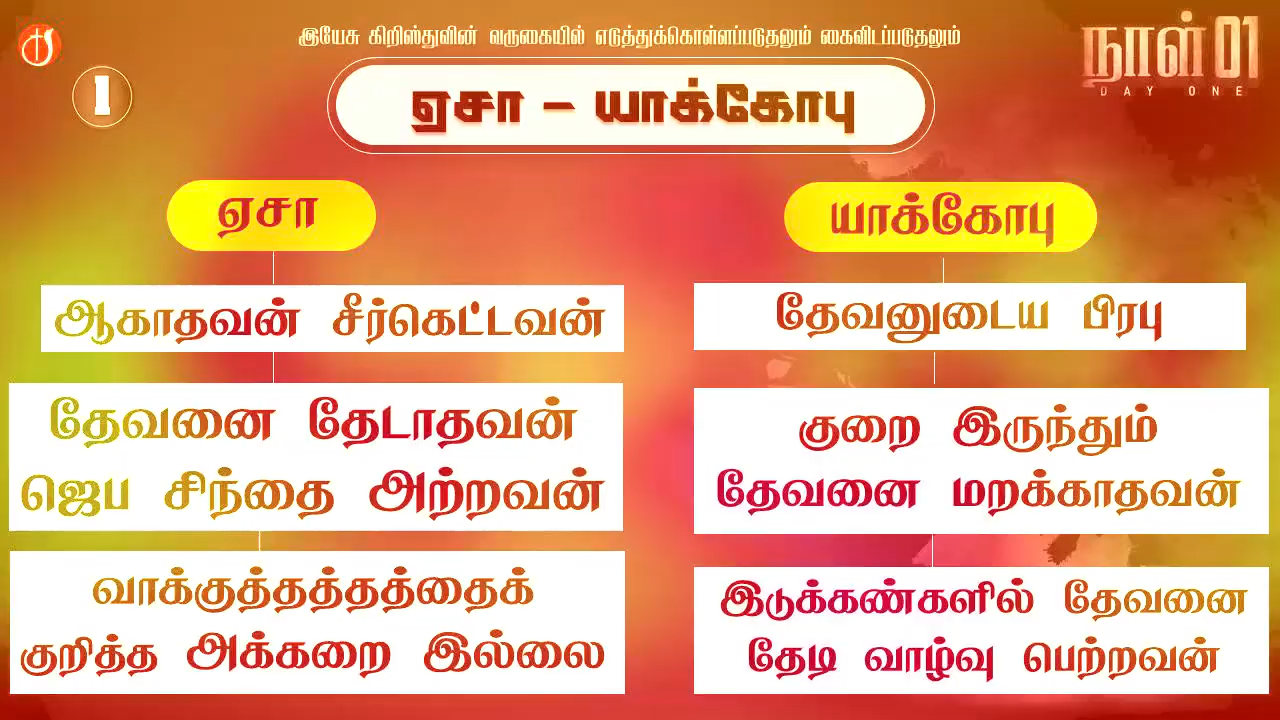 இயேசு கிறிஸ்துவின் வருகையில் எடுத்துக்கொள்ளப்படுதலும் கைவிடப்படுதலும்
நாள் 01
DAY ONE
1
ஏசா – யாக்கோபு
ஏசா
ஆகாதவன் சீர்கெட்டவன்
தேவனை தேடாதவன்
ஜெப சிந்தை அற்றவன்
வாக்குத்தத்தத்தைக்
குறித்த அக்கறை இல்லை
யாக்கோபு
தேவனுடைய பிரபு
குறை இருந்தும்
தேவனை மறக்காதவன்
இடுக்கண்களில் தேவனை
தேடி வாழ்வு பெற்றவன்